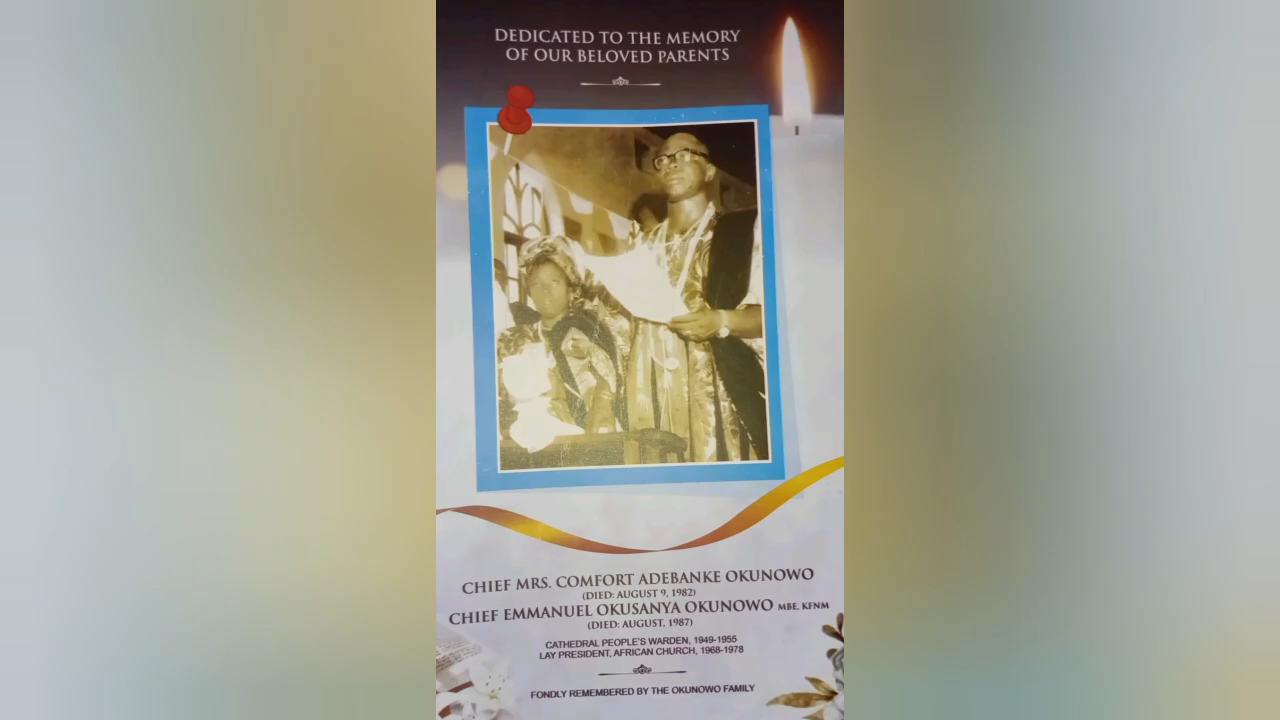 DEDICATED TO THE MEMORY
OF OUR BELOVED PARENTS
CHIEF MRS. COMFORT ADEBANKE OKUNOWO
(DIED: AUGUST 9, 1982)
CHIEF EMMANUEL OKUSANYA OKUNOWO MBE. KFNM
(DIED: AUGUST. 1987)
CATHEDRAL PEOPLE'S WARDEN, 1949-1955
LAY PRESIDENT, AFRICAN CHURCH, 1968-1978
FONDLY REMEMBERED BY THE OKUNOWO FAMILY